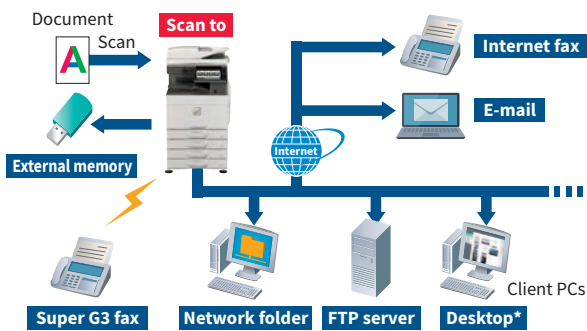 Document
Scan
A
Scan to
Internet fax
E-mail
Internet
External memory
Super G3 fax
Network folder
FTP server
Desktop*
Client PCs